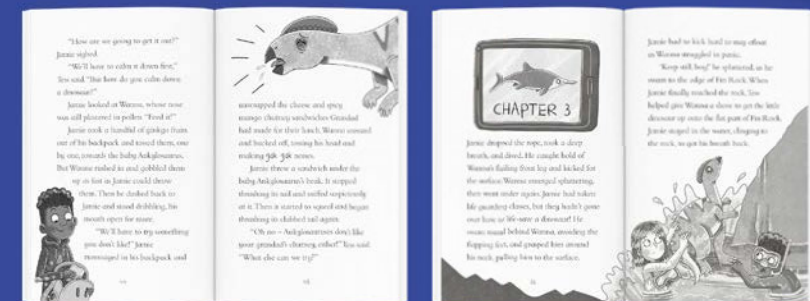 "How are we going to get it out?"
Jamie sighed.
"We'll have to calm it down first,"
Tess said. "But how do you calm down
a dinosaur?"
Jamie looked at Wanna, whose nose
was still plastered in pollen. "Feed it!"
Jamie took a handful of ginkgo fruits
out of his backpack and tossed them, one
by one, towards the baby Ankylosaurus.
But Wanna rushed in and gobbled them
up as fast as Jamie could throw
them. Then he dashed back to
Jamie and stood dribbling, his
mouth open for more.
"We'll have to try something
you don't like!" Jamie
rummaged in his backpack and
unwrapped the cheese and spicy
mango chutney sandwiches Grandad
had made for their lunch. Wanna
and backed off, tossing his head and
making gak gak noises.
Jamie threw a sandwich under the
baby Ankylosaurus's beak. It stopped
thrashing its tail and sniffed suspiciously
at it. Then it started to squeal and began
thrashing its clubbed tail again.
"Oh no – Ankylosauruses don't like
your grandad's chutney, either!" Tess said.
"What else can we try?"
CHAPTER 3
Jamie dropped the rope, took a deep
breath, and dived. He caught hold of
Wanna's flailing front leg and kicked for
the surface. Wanna emerged spluttering,
then went under again. Jamie had taken
life guarding classes, but they hadn't gone
over how to life-save a dinosaur! He
swam round behind Wanna, avoiding the
flapping feet, and grasped him around
his neck, pulling him to the surface.
Jamie had to kick hard to stay afloat
as Wanna struggled in panic.
"Keep still, boy!" he spluttered, as he
swam to the edge of Fin Rock. When
Jamie finally reached the rock, Tess
helped give Wanna a shove to get the little
dinosaur up onto the flat part of Fin Rock.
Jamie stayed in the water, clinging to
the rock, to get his breath back.